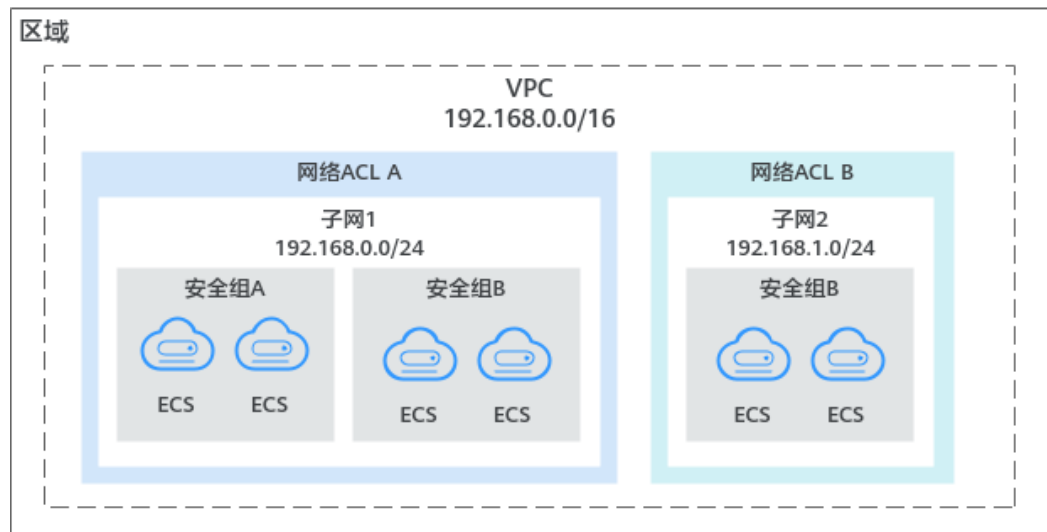 区域
VPC
192.168.0.0/16
网络ACL A
子网1
192.168.0.0/24
安全组A
ECS
ECS
安全组B
ECS
ECS
网络ACL B
子网2
192.168.1.0/24
安全组B
ECS
ECS